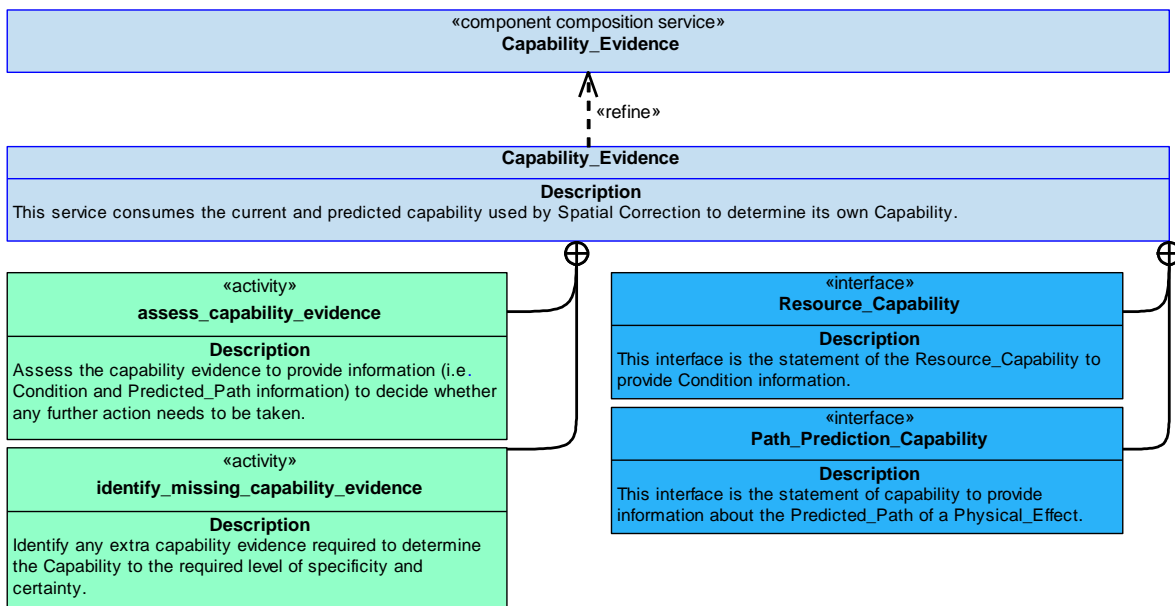 «component composition service»
Capability_Evidence
«refine»
Capability_Evidence
Description
This service consumes the current and predicted capability used by Spatial Correction to determine its own Capability.
«activity»
assess_capability_evidence
Description
Assess the capability evidence to provide information (i.e.
Condition and Predicted_Path information) to decide whether
any further action needs to be taken.
«activity»
identify_missing_capability_evidence
Description
Identify any extra capability evidence required to determine
the Capability to the required level of specificity and
certainty.
«interface»
Resource_Capability
Description
This interface is the statement of the Resource_Capability to
provide Condition information.
«interface»
Path_Prediction_Capability
Description
This interface is the statement of capability to provide
information about the Predicted_Path of a Physical_Effect.